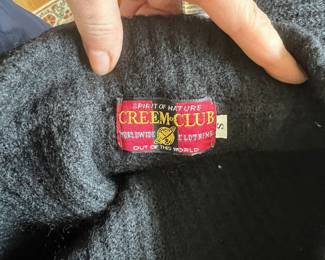 SPIRIT OF NATURE
CREEM CLUB
WORLDWIDE CLOTHING
OUT OF THIS WORLD
S